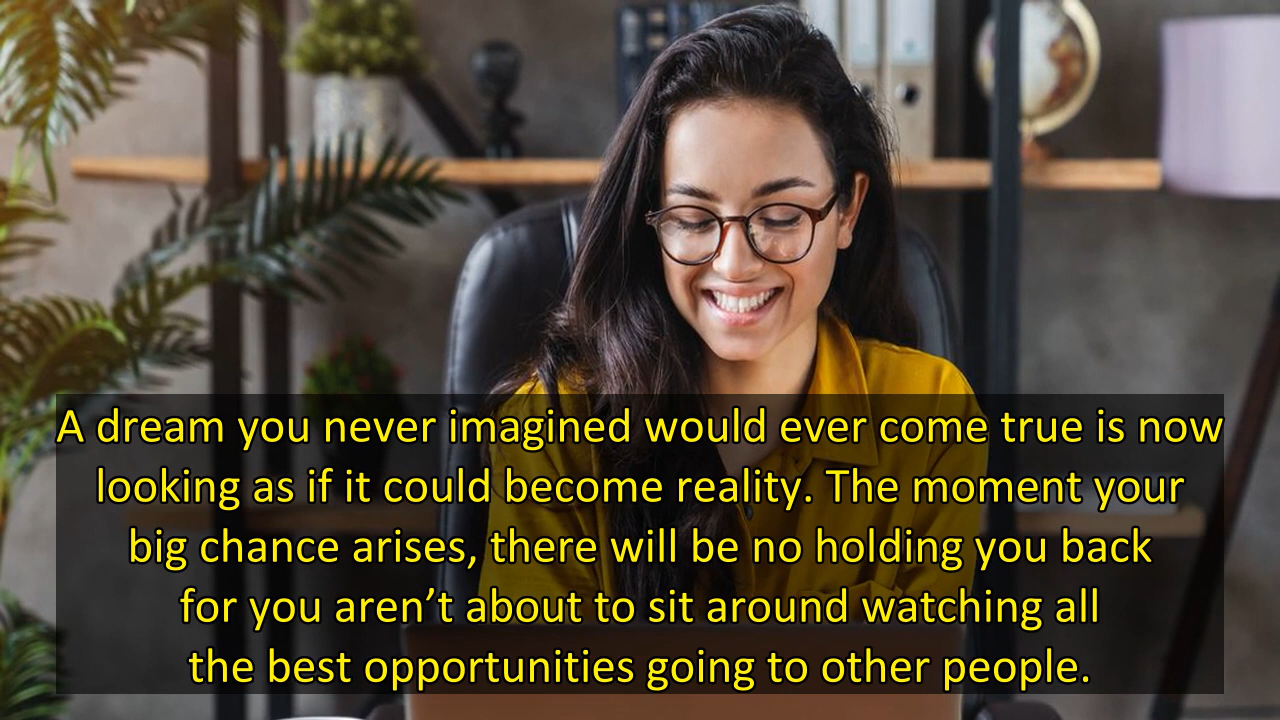 A dream you never imagined would ever come true is now
looking as if it could become reality. The moment your
big chance arises, there will be no holding you back
for you aren’t about to sit around watching all
the best opportunities going to other people.